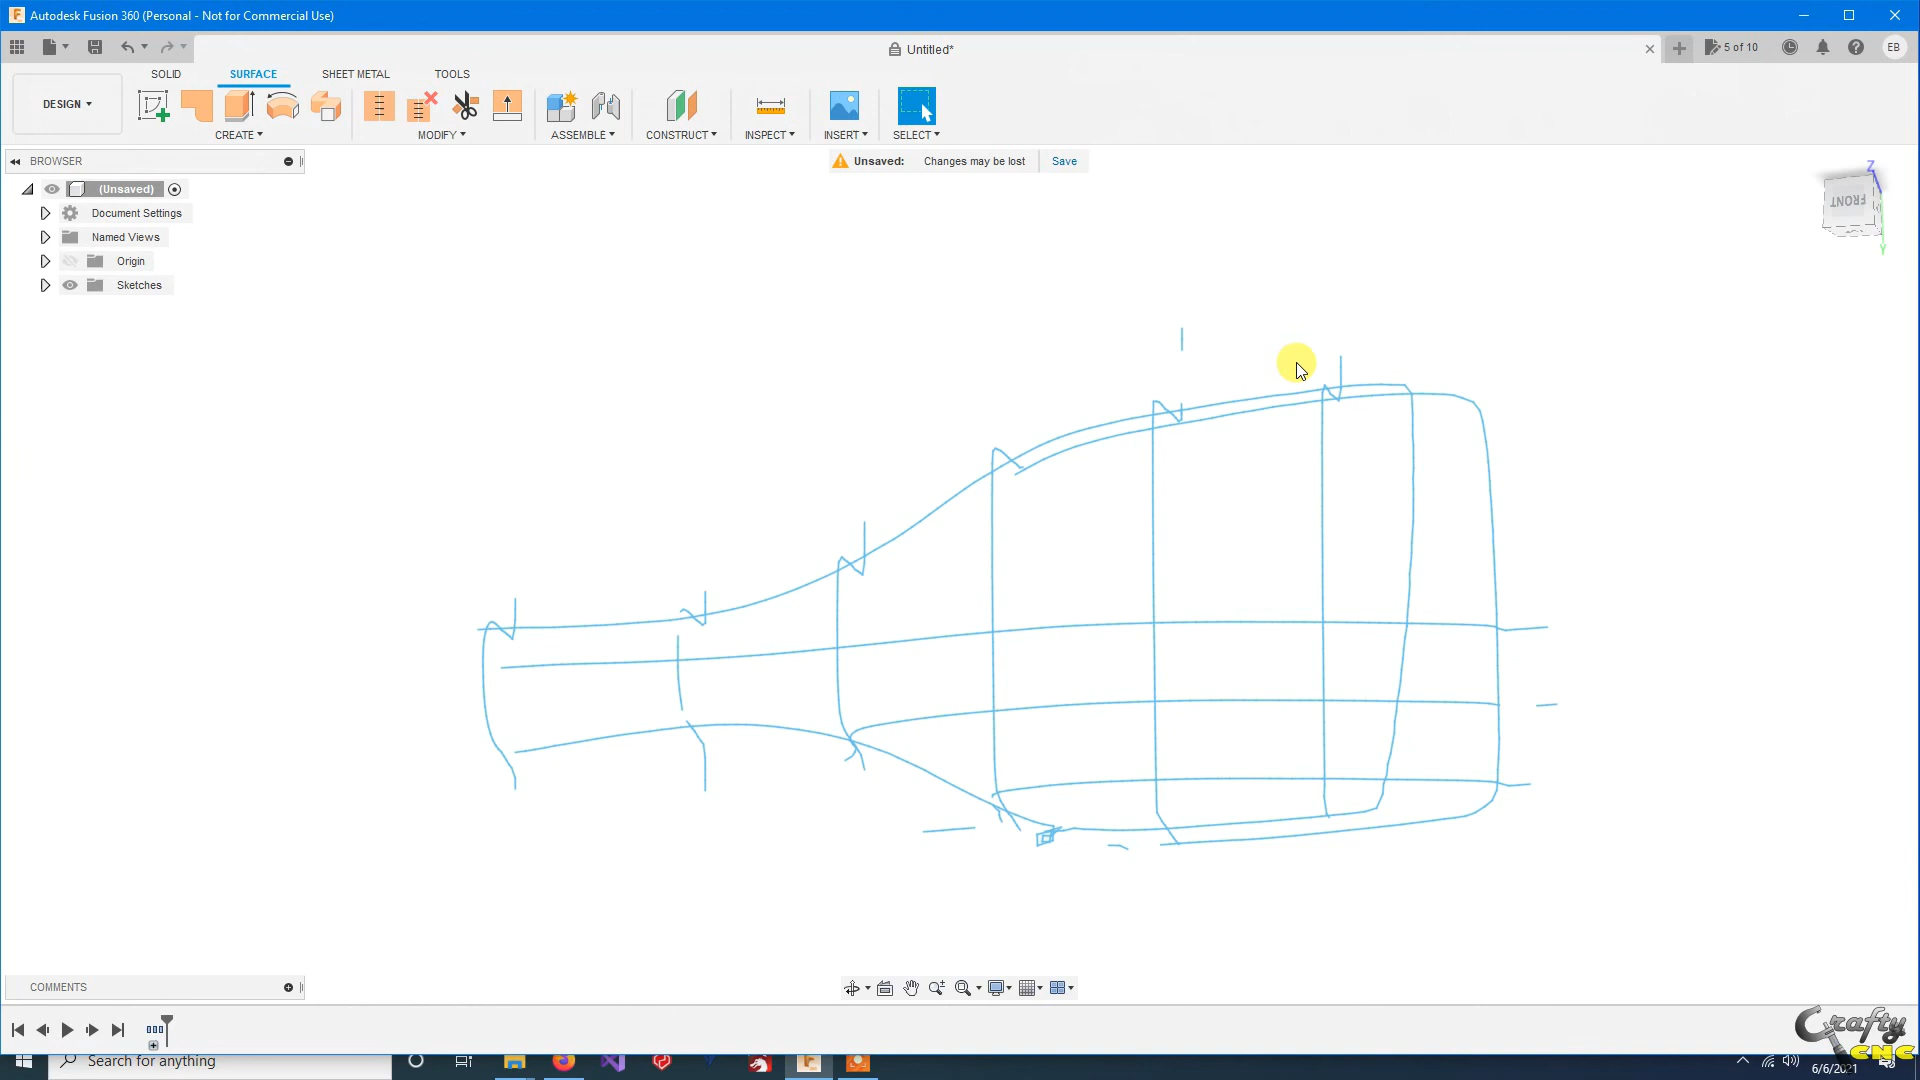 Autodesk Fusion 360 (Personal - Not for Commercial Use)
Untitled*
5 of 10
EB
SOLID SURFACE SHEET METAL TOOLS
DESIGN
CREATE MODIFY ASSEMBLE CONSTRUCT INSPECT INSERT SELECT
BROWSER
Unsaved: Changes may be lost Save
(Unsaved)
Document Settings
Named Views
Origin
Sketches
Z
FRONT
Y
COMMENTS
Crafty
CNC
Search for anything
6/6/2021